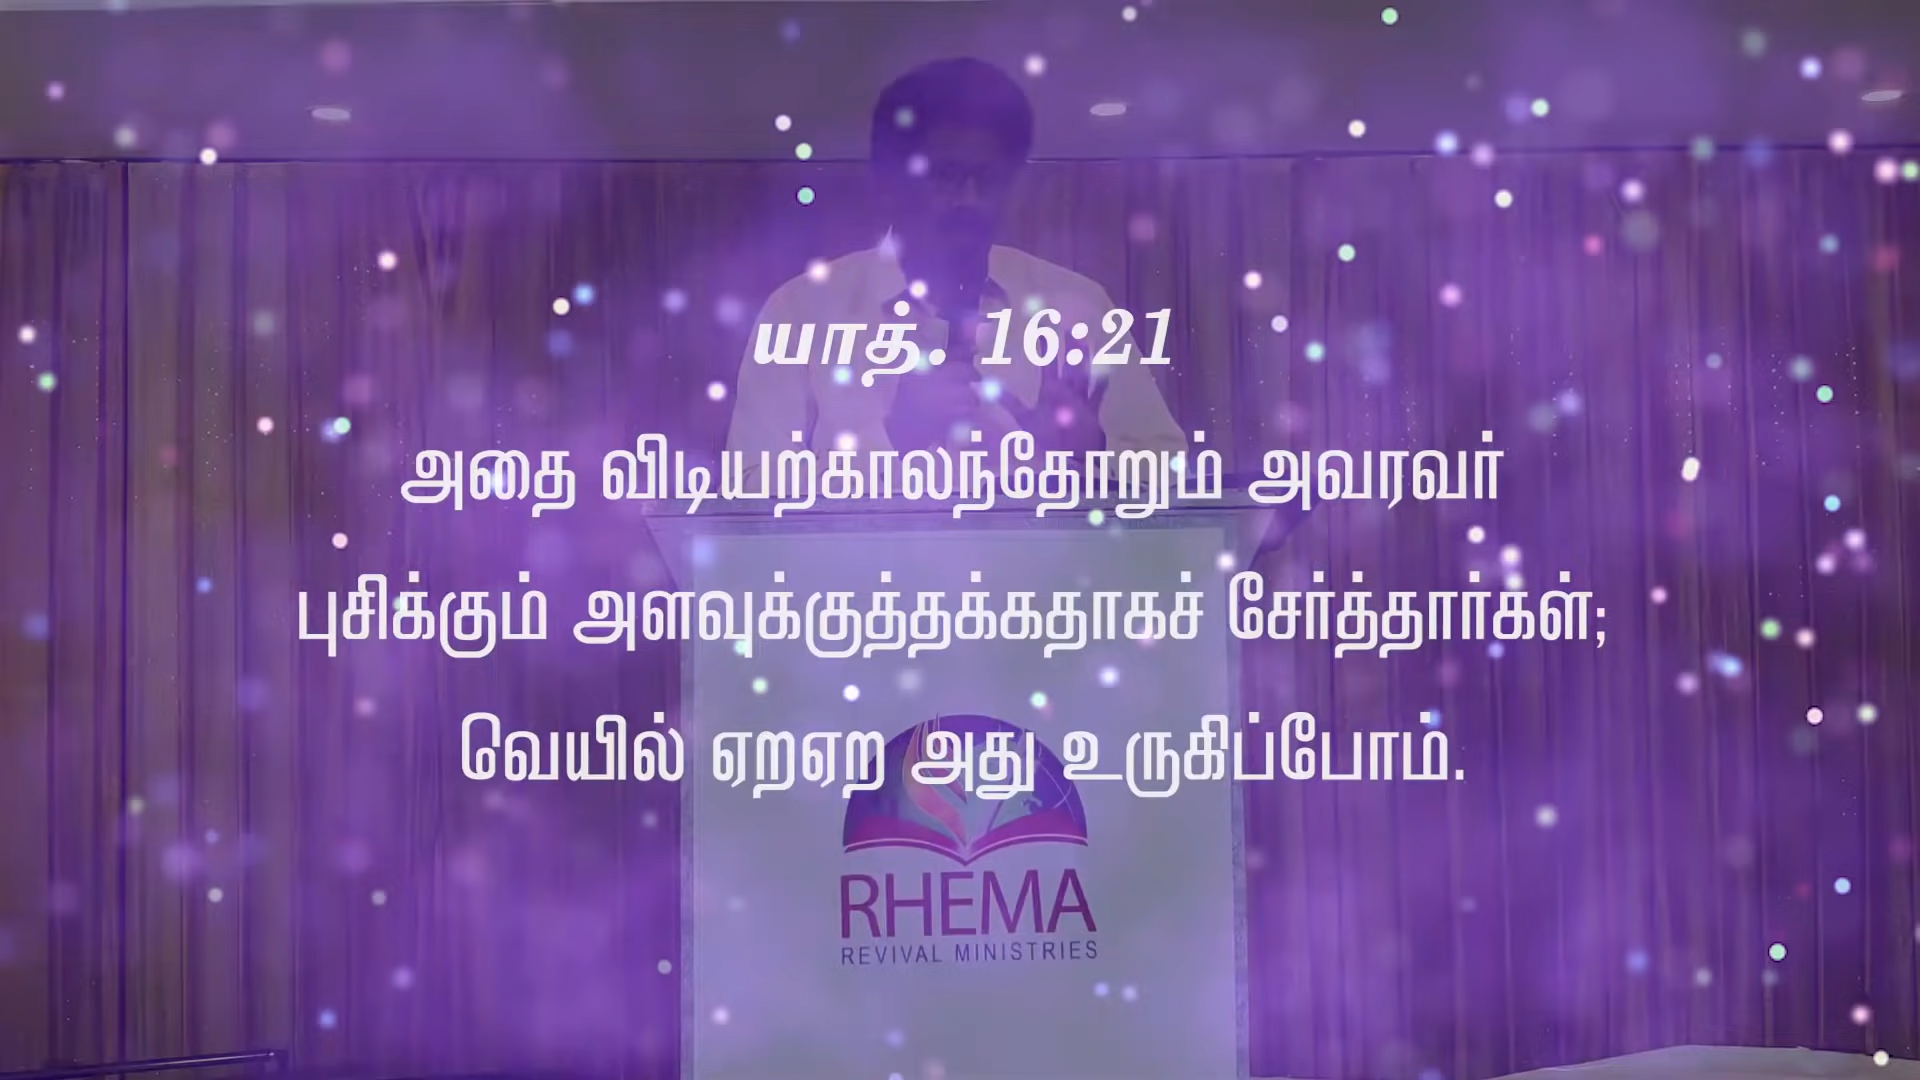 யாத். 16:21
அதை விடியற்காலந்தோறும் அவரவர்
புசிக்கும் அளவுக்குத்தக்கதாகச் சேர்த்தார்கள்;
வெயில் ஏறஏற அது உருகிப்போம்.
RHEMA
REVIVAL MINISTRIES